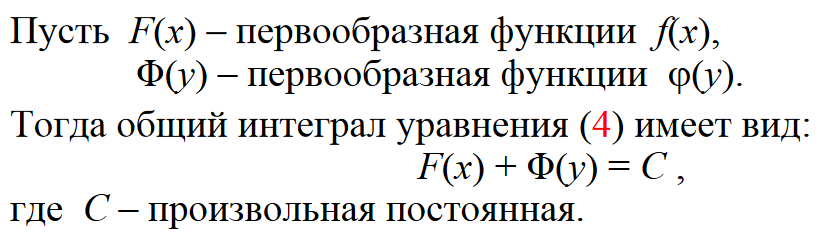 Пусть F(x) – первообразная функции f(x),
Φ(y) – первообразная функции φ(y).
Тогда общий интеграл уравнения (4) имеет вид:
F(x) + Φ(y) = C ,
где C – произвольная постоянная.